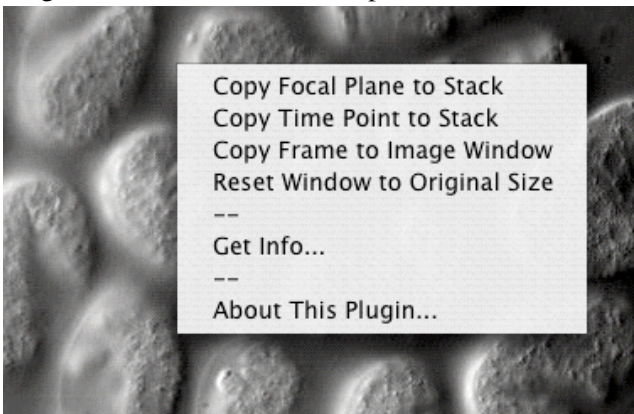 Copy Focal Plane to Stack
Copy Time Point to Stack
Copy Frame to Image Window
Reset Window to Original Size
--
Get Info...
--
About This Plugin...